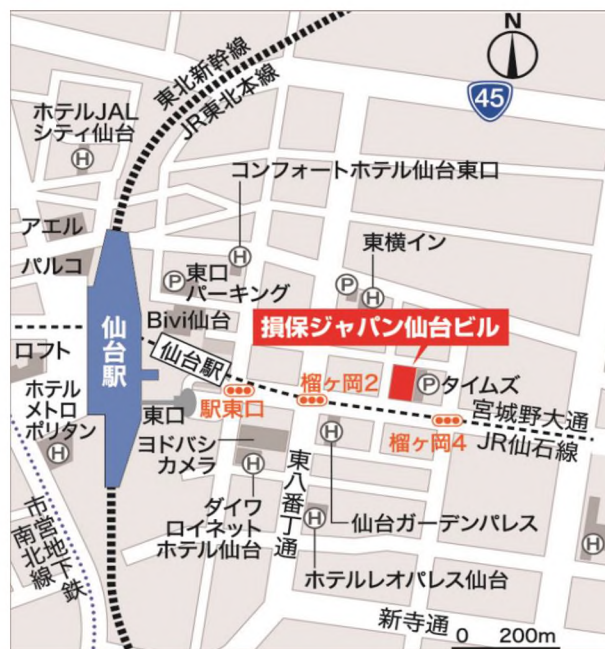 N
45
東北新幹線
JR東北本線
ホテルJAL
シティ仙台
H
コンフォートホテル仙台東口
H
アエル
パルコ
東横イン
P
H
P
東口
パーキング
Bivi仙台
仙台駅
仙台駅
損保ジャパン仙台ビル
ロフト
ホテル
メトロ
ポリタン
H
東口
駅東口
榴ヶ岡2
P
タイムズ
宮城野大通
榴ヶ岡4
JR仙石線
ヨドバシ
カメラ
H
ダイワ
ロイネット
ホテル仙台
東八番丁通
H
仙台ガーデンパレス
H
ホテルレオパレス仙台
H
市営地下鉄
南北線
新寺通
0 200m